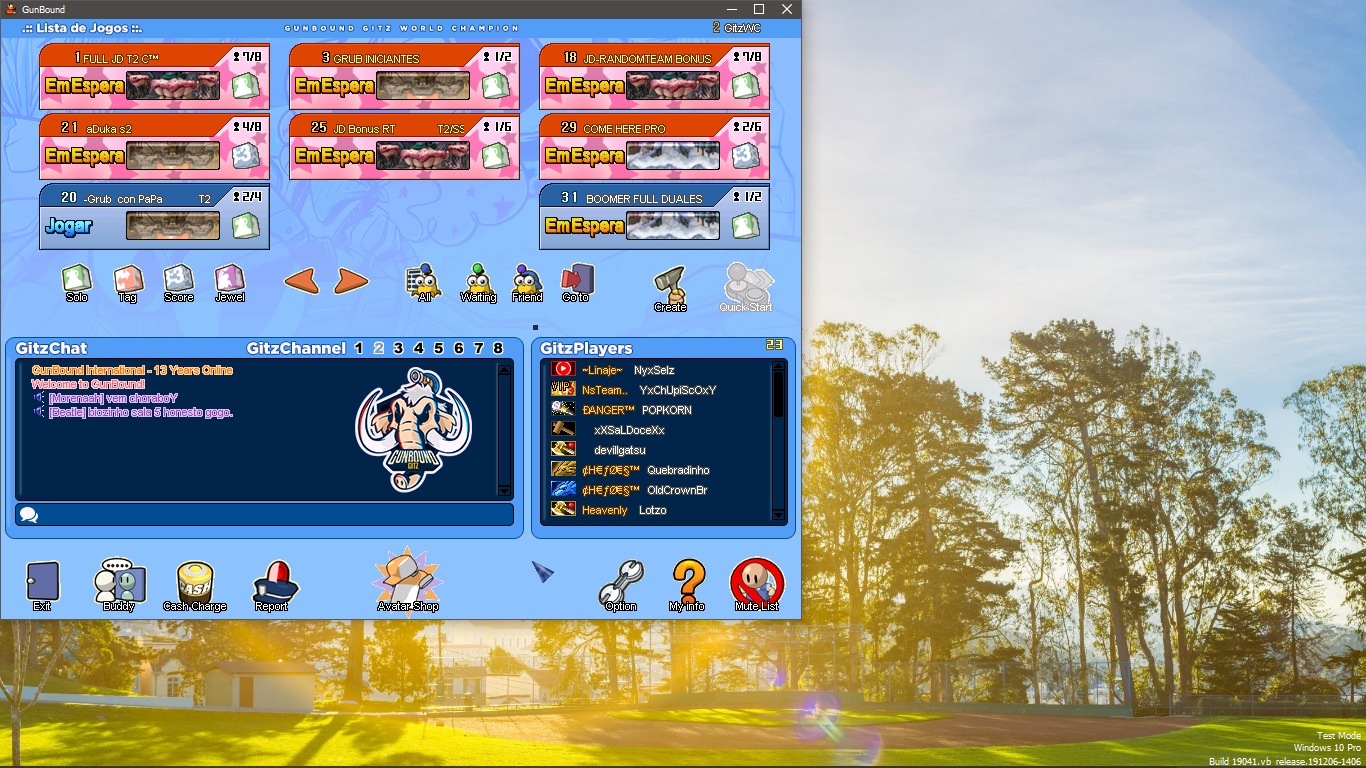 GunBound
.:: Lista de Jogos ::.
GUNBOUND GITZ WORLD CHAMPION
2 GitzWC
1 FULL JD T2 C™ 7/8
EmEspera
3 GRUB INICIANTES 1/2
EmEspera
18 JD-RANDOMTEAM BONUS 7/8
EmEspera
21 aDuka s2 4/8
EmEspera
25 JD Bonus RT T2/SS 1/6
EmEspera
29 COME HERE PRO 2/6
EmEspera
20 -Grub con PaPa T2 2/4
Jogar
31 BOOMER FULL DUALES 1/2
EmEspera
Solo Tag Score Jewel All Waiting Friend Go to Create Quick Start
GitzChat GitzChannel 1 2 3 4 5 6 7 8
GunBound International - 13 Years Online
Welcome to GunBound!
[Morenaah] vem choraboY
[Beatle] biozinho sala 5 honesto gogo.
GUNBOUND
GITZ
GitzPlayers 23
~Linaje~ NyxSelz
VIP NsTeam.. YxChUpiScOxY
ÐANGER™ POPKORN
xXSaLDoceXx
devillgatsu
¢H€ƒØ€§™ Quebradinho
¢H€ƒØ€§™ OldCrownBr
Heavenly Lotzo
Exit Buddy Cash Charge Report Avatar Shop Option My info Mute List
CASH
Test Mode
Windows 10 Pro
Build 19041.vb_release.191206-1406